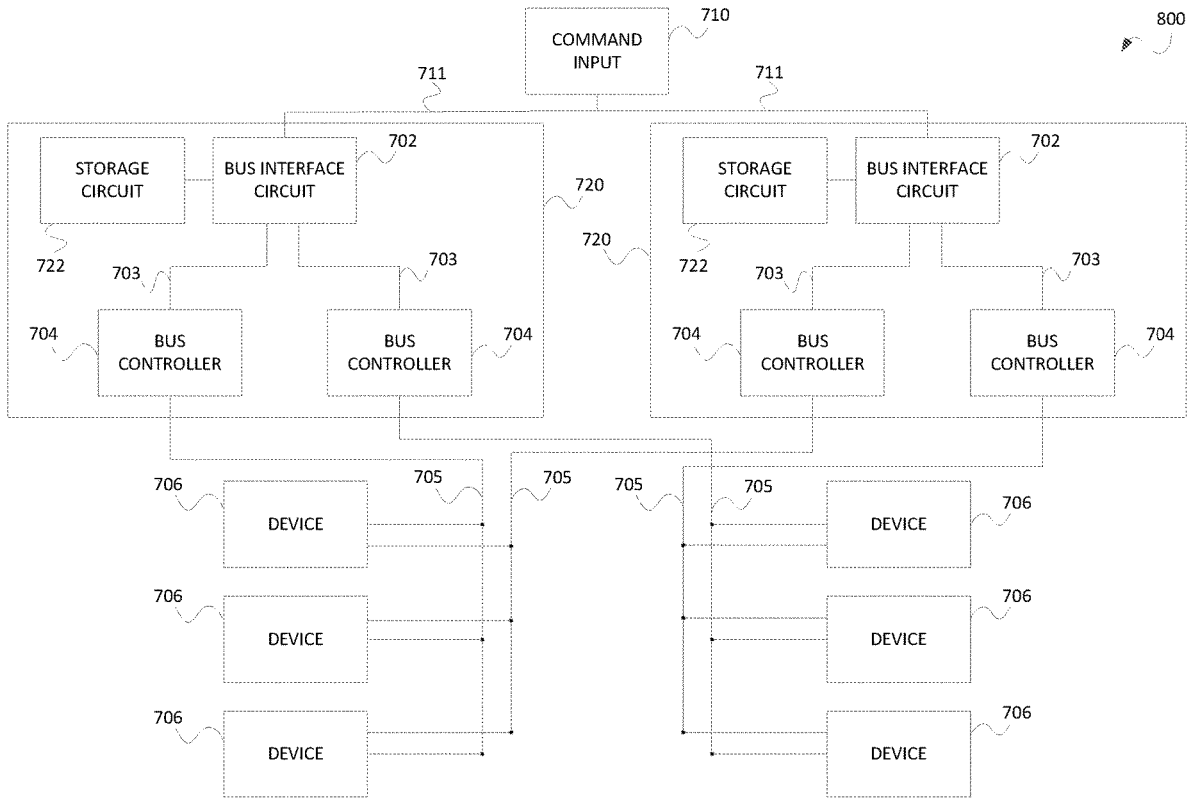 710
800
COMMAND
INPUT
711
711
702
702
STORAGE
CIRCUIT
BUS INTERFACE
CIRCUIT
STORAGE
CIRCUIT
BUS INTERFACE
CIRCUIT
720
720
722
722
703
703
703
703
704
BUS
CONTROLLER
BUS
CONTROLLER
704
704
BUS
CONTROLLER
BUS
CONTROLLER
704
706
705
705
705
705
706
DEVICE
DEVICE
706
706
DEVICE
DEVICE
706
706
DEVICE
DEVICE